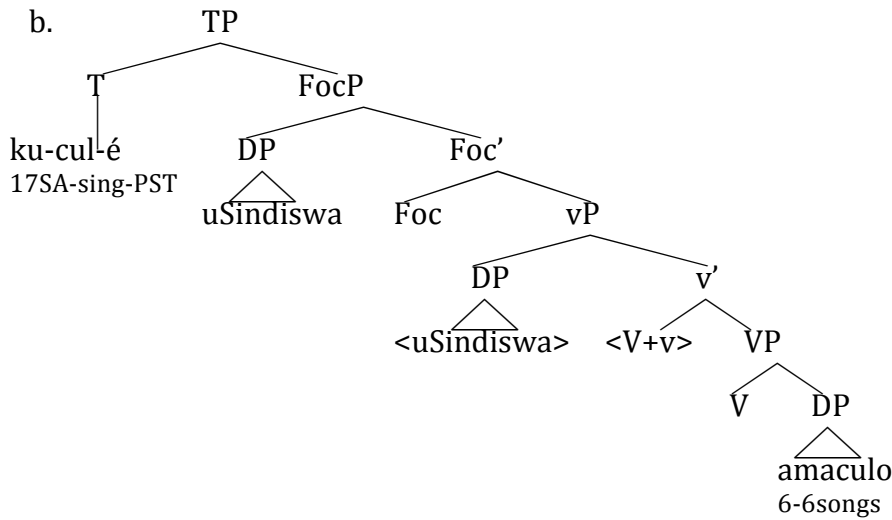 b. TP
T FocP
ku-cul-é DP Foc’
17SA-sing-PST
uSindiswa Foc vP
DP v’
<uSindiswa> <V+v> VP
V DP
amaculo
6-6songs